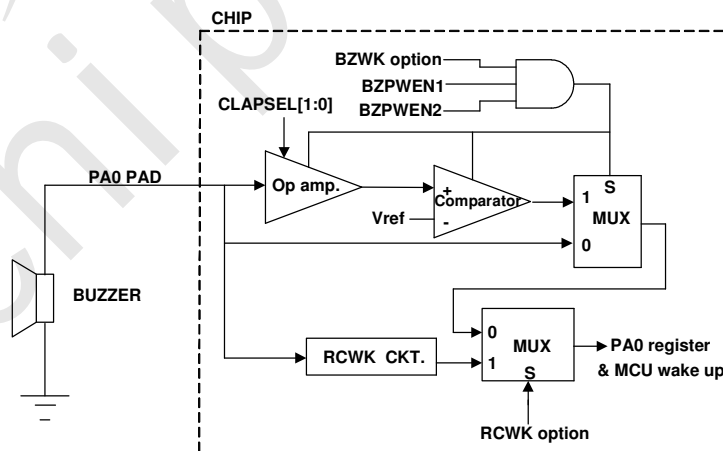 CHIP
BZWK option
BZPWEN1
BZPWEN2
CLAPSEL[1:0]
PA0 PAD
Op amp.
+
Comparator
-
Vref
1
S
MUX
0
BUZZER
RCWK CKT.
0
MUX
1
S
PA0 register
& MCU wake up
RCWK option